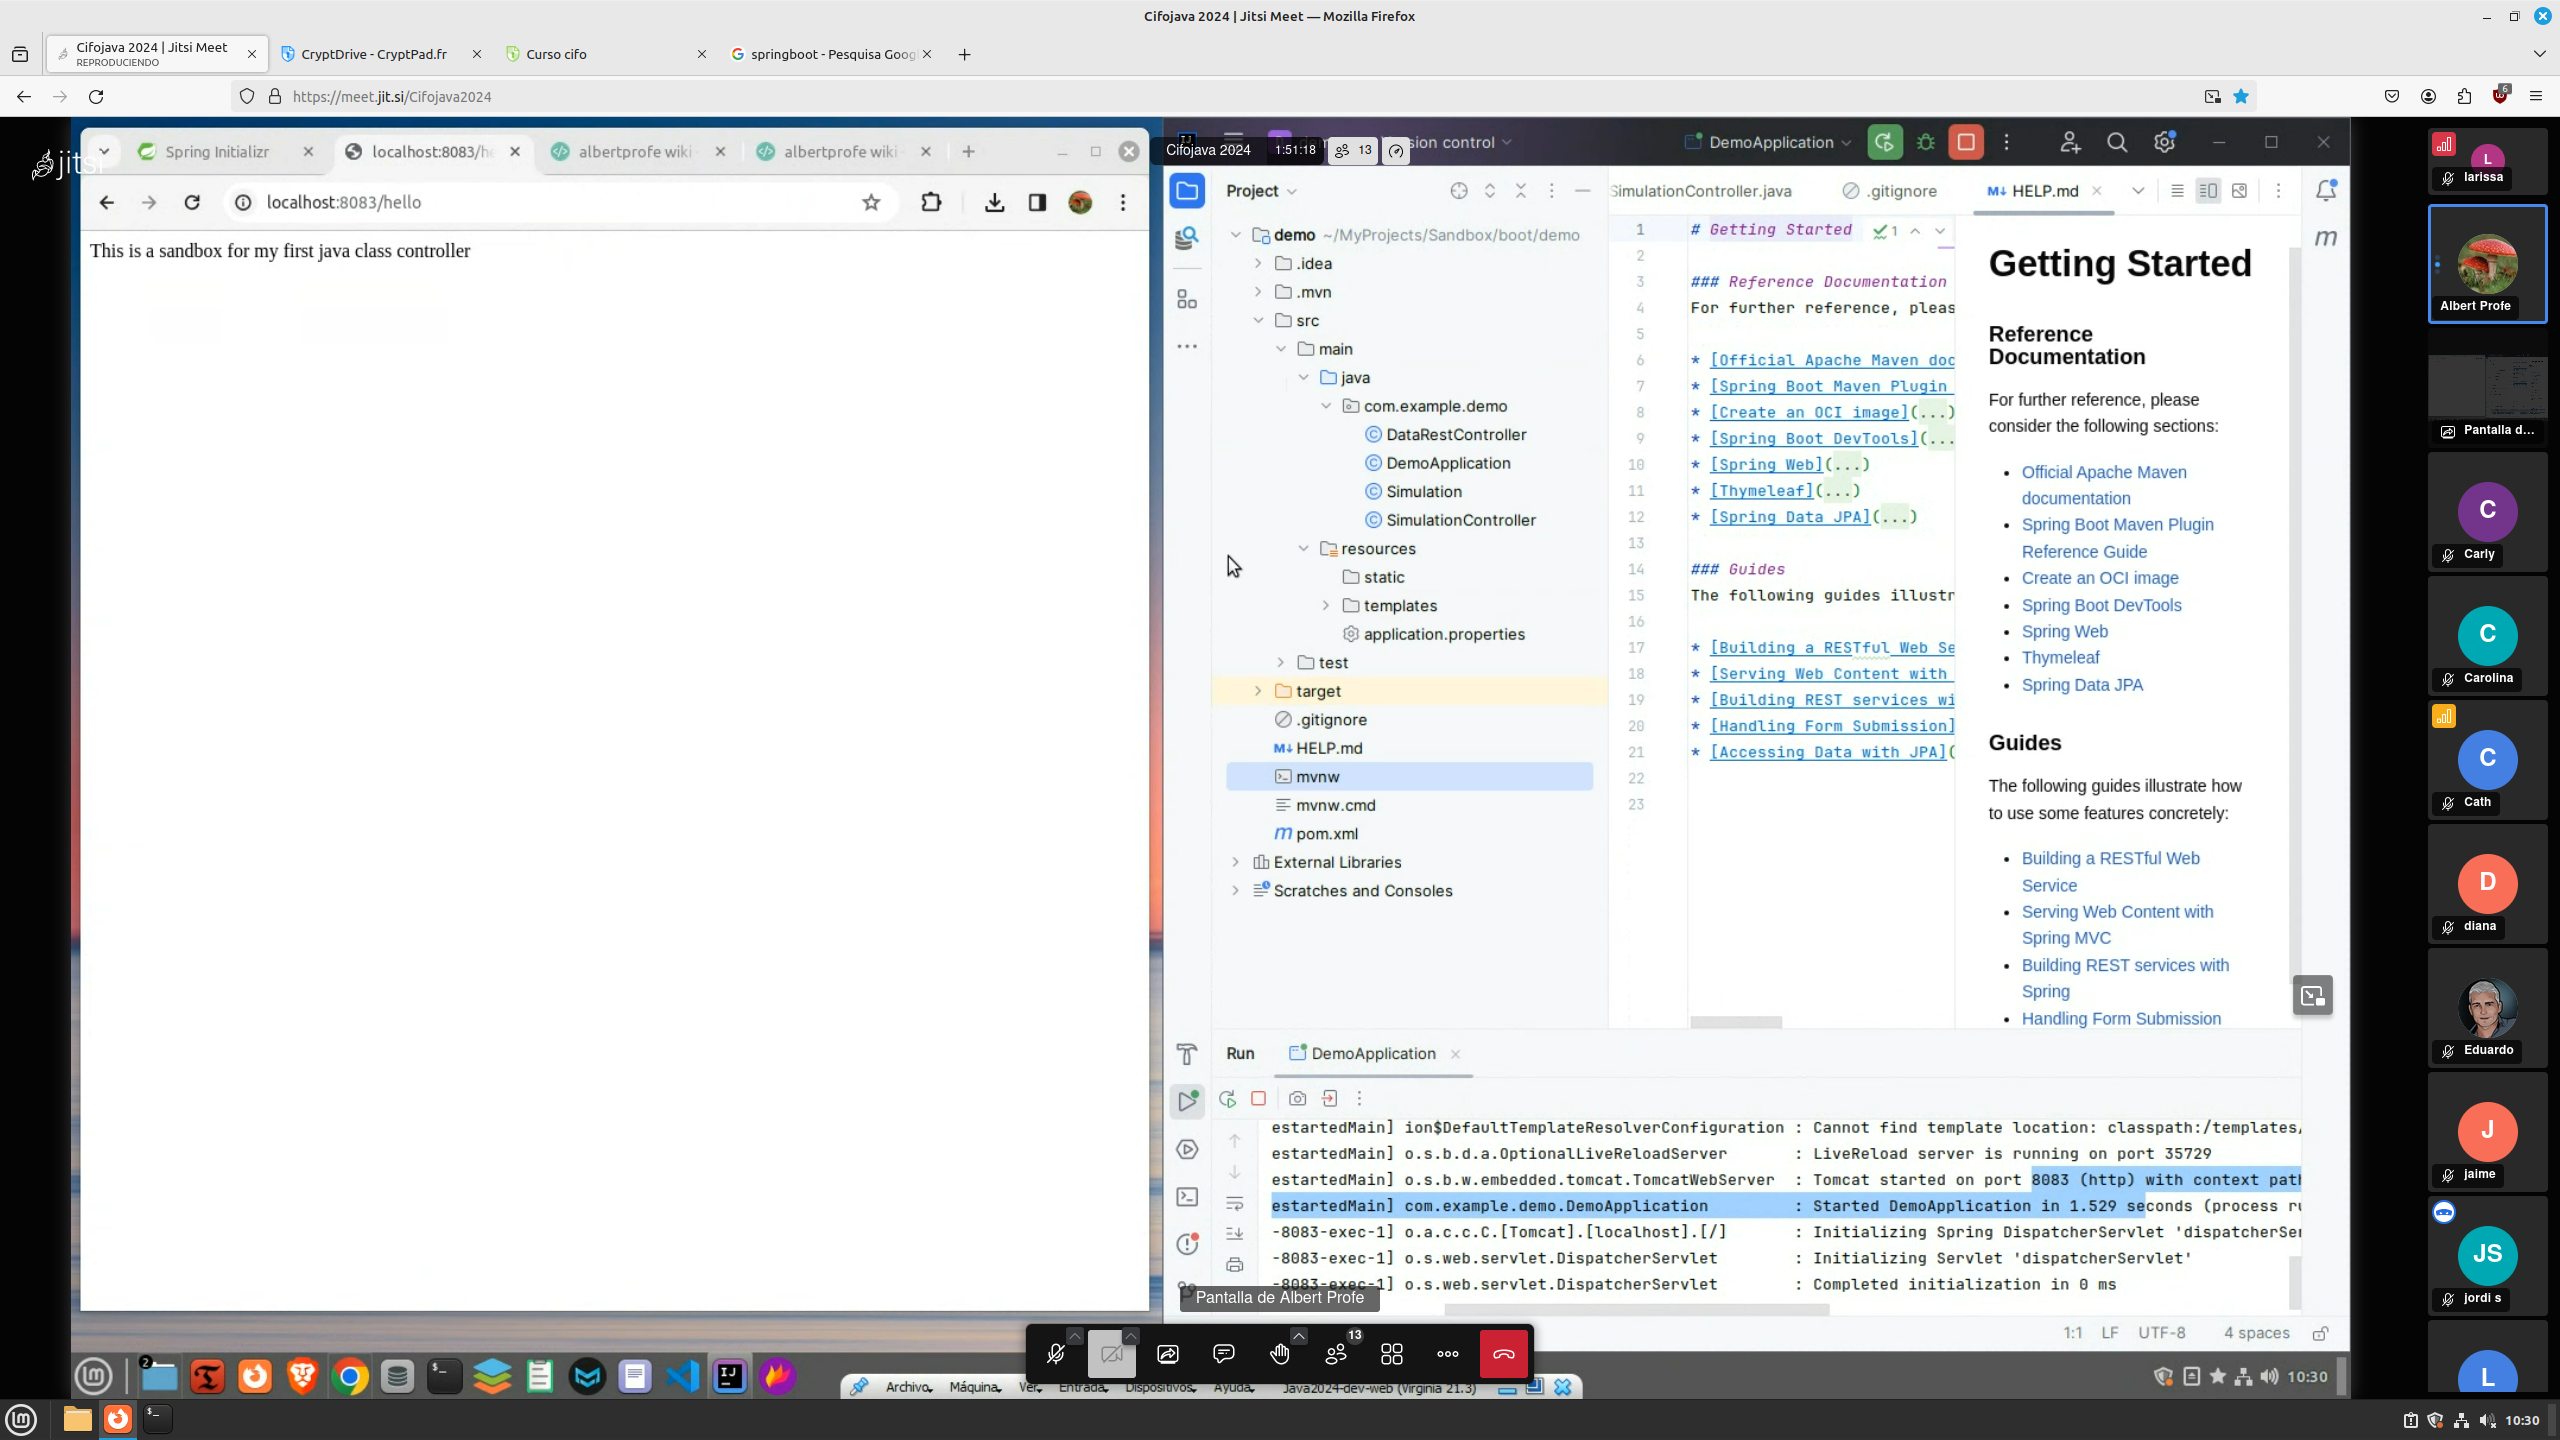 Cifojava 2024 | Jitsi Meet — Mozilla Firefox
Cifojava 2024 | Jitsi Meet
REPRODUCIENDO
CryptDrive - CryptPad.fr
Curso cifo
springboot - Pesquisa Goog
https://meet.jit.si/Cifojava2024
6
jitsi
Spring Initializr
localhost:8083/he
albertprofe wiki -
albertprofe wiki -
localhost:8083/hello
This is a sandbox for my first java class controller
Cifojava 2024
1:51:18
13
sion control
DemoApplication
Project
demo ~/MyProjects/Sandbox/boot/demo
.idea
.mvn
src
main
java
com.example.demo
DataRestController
DemoApplication
Simulation
SimulationController
resources
static
templates
application.properties
test
target
.gitignore
HELP.md
mvnw
mvnw.cmd
pom.xml
External Libraries
Scratches and Consoles
SimulationController.java
.gitignore
HELP.md
1 # Getting Started
1
2
3 ### Reference Documentation
4 For further reference, pleas
5
6 * [Official Apache Maven doc
7 * [Spring Boot Maven Plugin
8 * [Create an OCI image](...)
9 * [Spring Boot DevTools](...
10 * [Spring Web](...)
11 * [Thymeleaf](...)
12 * [Spring Data JPA](...)
13
14 ### Guides
15 The following guides illustr
16
17 * [Building a RESTful Web Se
18 * [Serving Web Content with
19 * [Building REST services wi
20 * [Handling Form Submission]
21 * [Accessing Data with JPA](
22
23
Getting Started
Reference
Documentation
For further reference, please
consider the following sections:
Official Apache Maven
documentation
Spring Boot Maven Plugin
Reference Guide
Create an OCI image
Spring Boot DevTools
Spring Web
Thymeleaf
Spring Data JPA
Guides
The following guides illustrate how
to use some features concretely:
Building a RESTful Web
Service
Serving Web Content with
Spring MVC
Building REST services with
Spring
Handling Form Submission
Run
DemoApplication
estartedMain] ion$DefaultTemplateResolverConfiguration : Cannot find template location: classpath:/templates/
estartedMain] o.s.b.d.a.OptionalLiveReloadServer : LiveReload server is running on port 35729
estartedMain] o.s.b.w.embedded.tomcat.TomcatWebServer : Tomcat started on port 8083 (http) with context path
estartedMain] com.example.demo.DemoApplication : Started DemoApplication in 1.529 seconds (process ru
-8083-exec-1] o.a.c.c.C.[Tomcat].[localhost].[/] : Initializing Spring DispatcherServlet 'dispatcherSer
-8083-exec-1] o.s.web.servlet.DispatcherServlet : Initializing Servlet 'dispatcherServlet'
-8083-exec-1] o.s.web.servlet.DispatcherServlet : Completed initialization in 0 ms
Pantalla de Albert Profe
1:1 LF UTF-8 4 spaces
13
2
Archivo Máquina Ver Entrada Dispositivos Ayuda Java2024-dev-web (Virginia 21.3)
10:30
L
larissa
Albert Profe
Pantalla d...
C
Carly
C
Carolina
C
Cath
D
diana
Eduardo
J
jaime
JS
jordi s
L
10:30